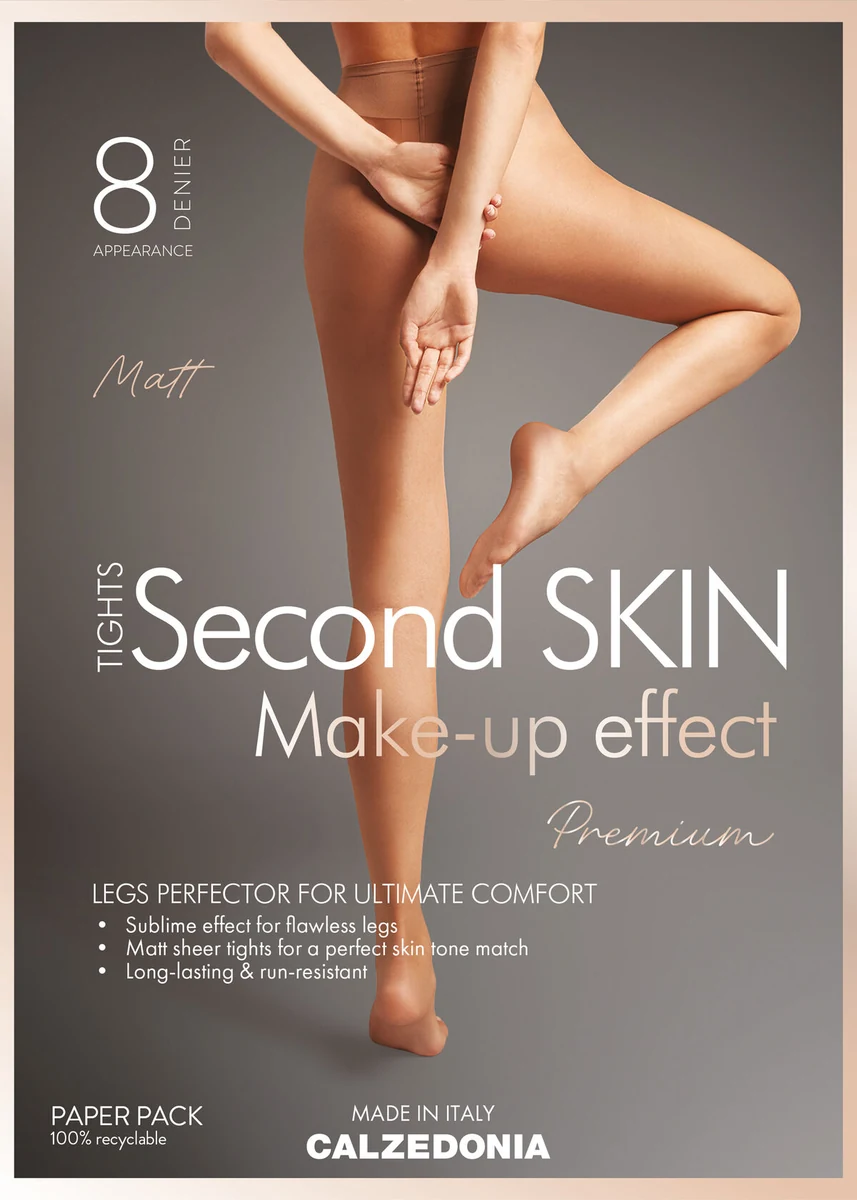 8 DENIER
APPEARANCE
Matt
TIGHTS
Second SKIN
Make-up effect
Premium
LEGS PERFECTOR FOR ULTIMATE COMFORT
• Sublime effect for flawless legs
• Matt sheer tights for a perfect skin tone match
• Long-lasting & run-resistant
PAPER PACK
100% recyclable
MADE IN ITALY
CALZEDONIA